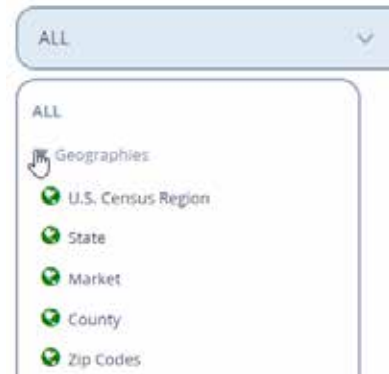 ALL
ALL
Geographies
U.S. Census Region
State
Market
County
Zip Codes